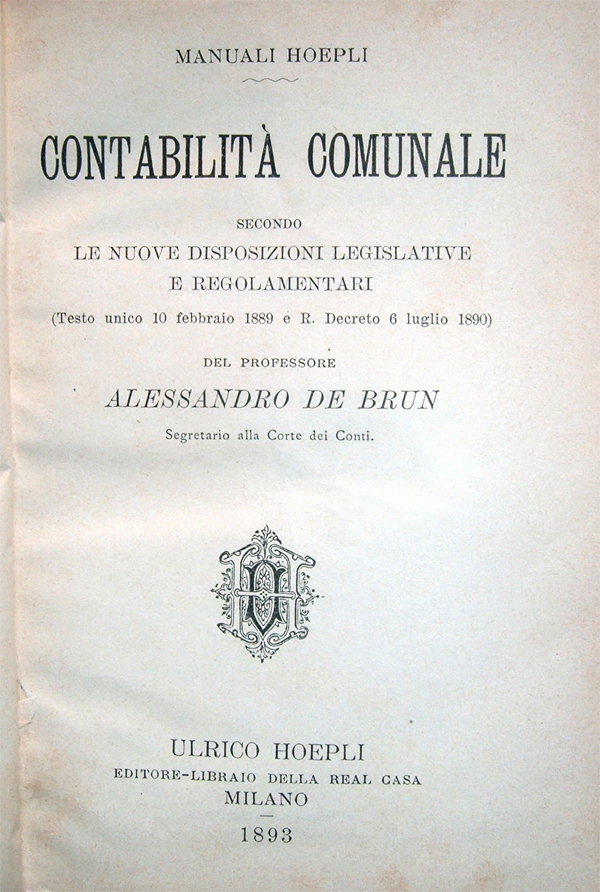 MANUALI HOEPLI
CONTABILITÀ COMUNALE
SECONDO
LE NUOVE DISPOSIZIONI LEGISLATIVE
E REGOLAMENTARI
(Testo unico 10 febbraio 1889 e R. Decreto 6 luglio 1890)
DEL PROFESSORE
ALESSANDRO DE BRUN
Segretario alla Corte dei Conti.
UH
ULRICO HOEPLI
EDITORE-LIBRAIO DELLA REAL CASA
MILANO
1893